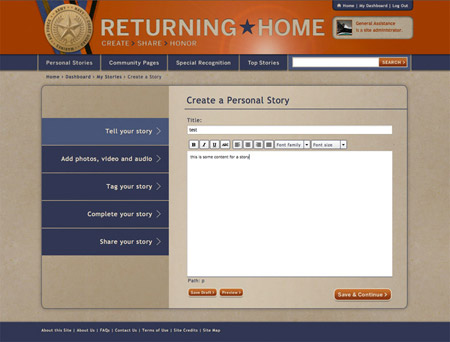 Home | My Dashboard | Log Out
RETURNING★HOME
CREATE > SHARE > HONOR
General Assistance
is a site administrator.
Personal Stories
Community Pages
Special Recognition
Top Stories
SEARCH >
Home > Dashboard > My Stories > Create a Story
Create a Personal Story
Tell your story
Add photos, video and audio
Tag your story
Complete your story
Share your story
Title:
test
B I U ABC Font family Font size
this is some content for a story
Path: p
Save Draft > Preview >
Save & Continue >
About this Site | About Us | FAQs | Contact Us | Terms of Use | Site Credits | Site Map